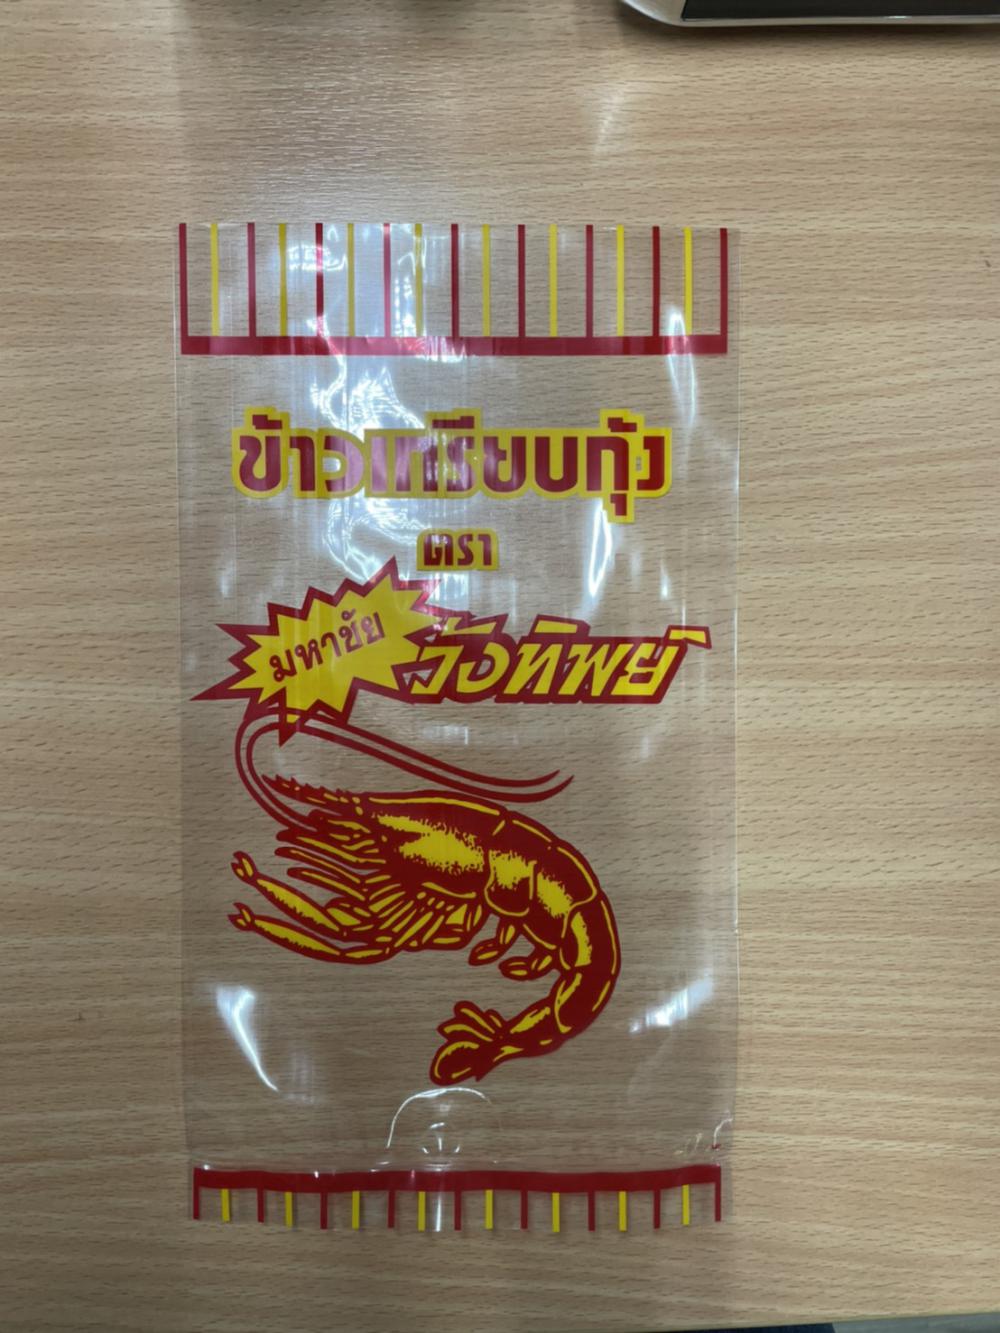 ข้าวเกรียบกุ้ง
ตรา
มหาชัย
วังทิพย์